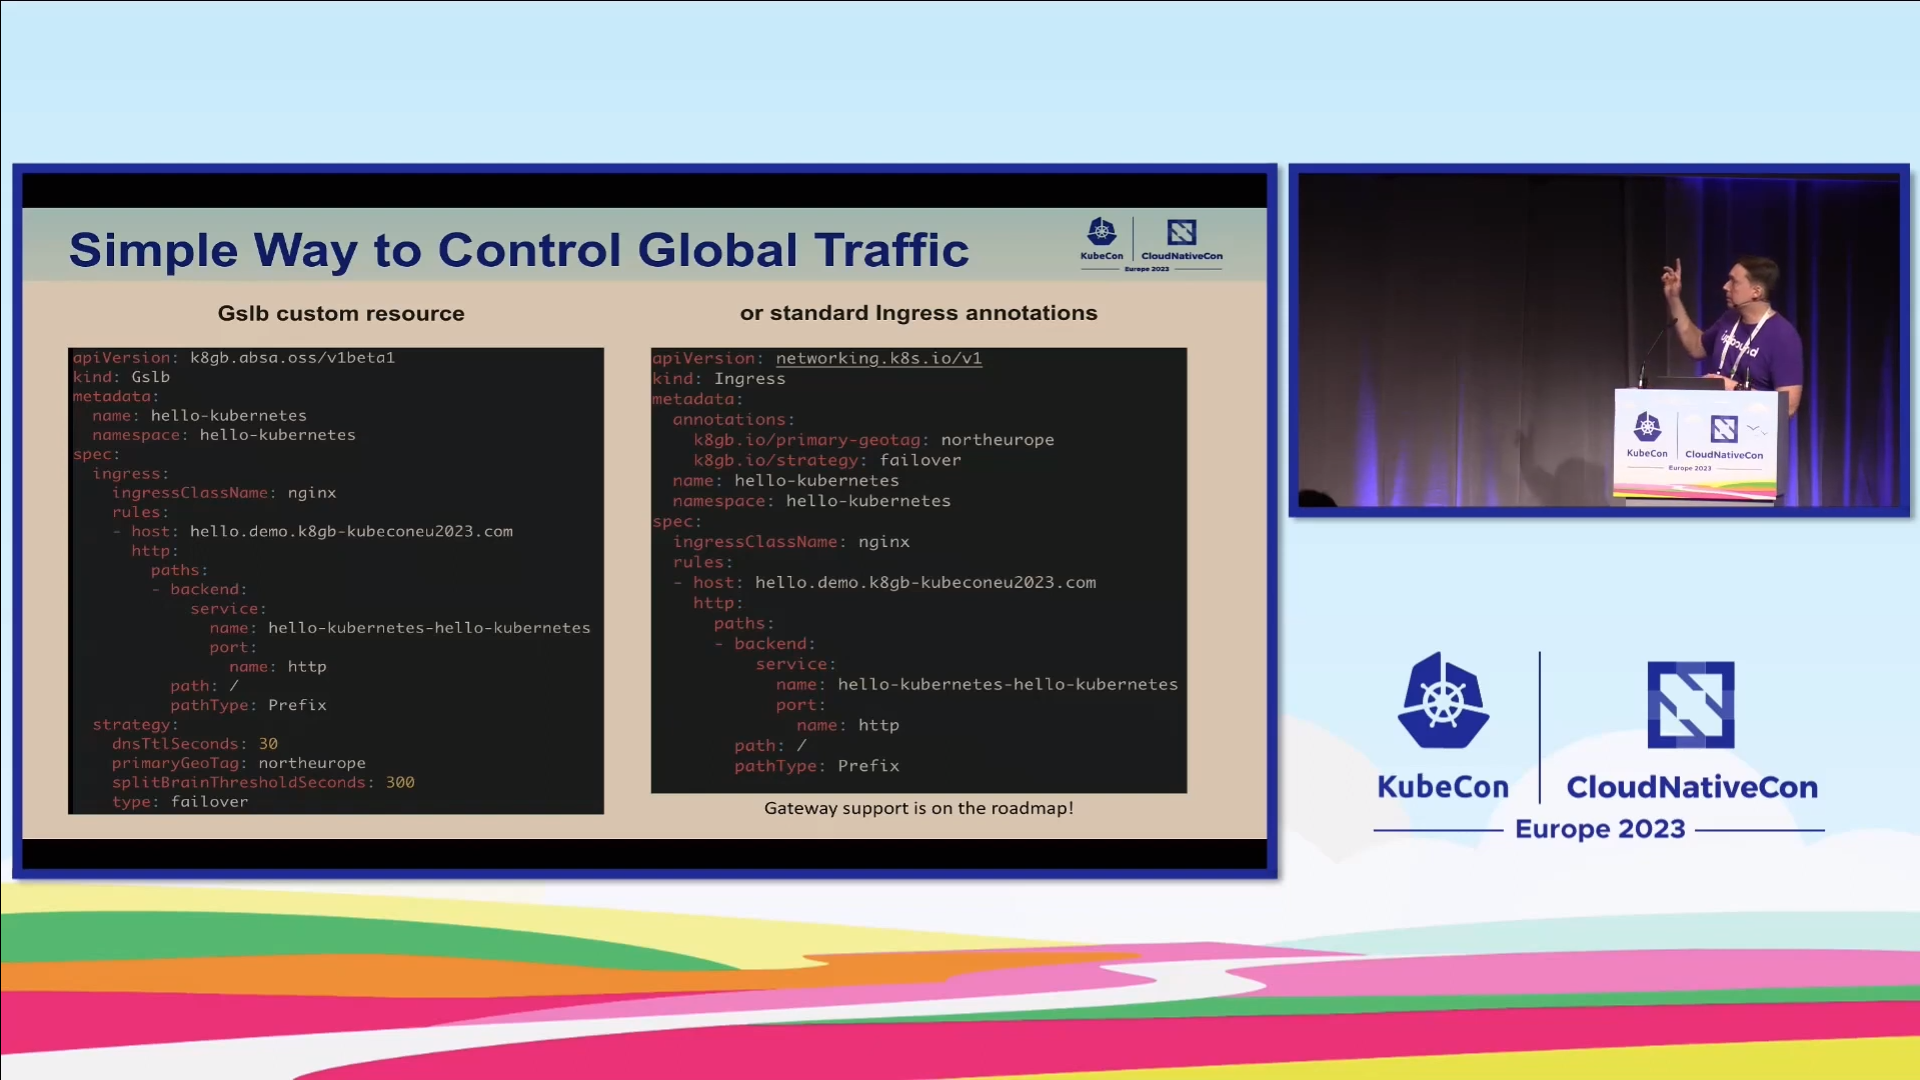 Simple Way to Control Global Traffic
KubeCon
CloudNativeCon
Europe 2023
Gslb custom resource
apiVersion: k8gb.absa.oss/v1beta1
kind: Gslb
metadata:
  name: hello-kubernetes
  namespace: hello-kubernetes
spec:
  ingress:
    ingressClassName: nginx
    rules:
    - host: hello.demo.k8gb-kubeconeu2023.com
      http:
        paths:
        - backend:
            service:
              name: hello-kubernetes-hello-kubernetes
              port:
                name: http
          path: /
          pathType: Prefix
  strategy:
    dnsTtlSeconds: 30
    primaryGeoTag: northeurope
    splitBrainThresholdSeconds: 300
    type: failover
or standard Ingress annotations
apiVersion: networking.k8s.io/v1
kind: Ingress
metadata:
  annotations:
    k8gb.io/primary-geotag: northeurope
    k8gb.io/strategy: failover
  name: hello-kubernetes
  namespace: hello-kubernetes
spec:
  ingressClassName: nginx
  rules:
  - host: hello.demo.k8gb-kubeconeu2023.com
    http:
      paths:
      - backend:
          service:
            name: hello-kubernetes-hello-kubernetes
            port:
              name: http
        path: /
        pathType: Prefix
Gateway support is on the roadmap!
upbound
KubeCon
CloudNativeCon
Europe 2023
KubeCon
CloudNativeCon
Europe 2023